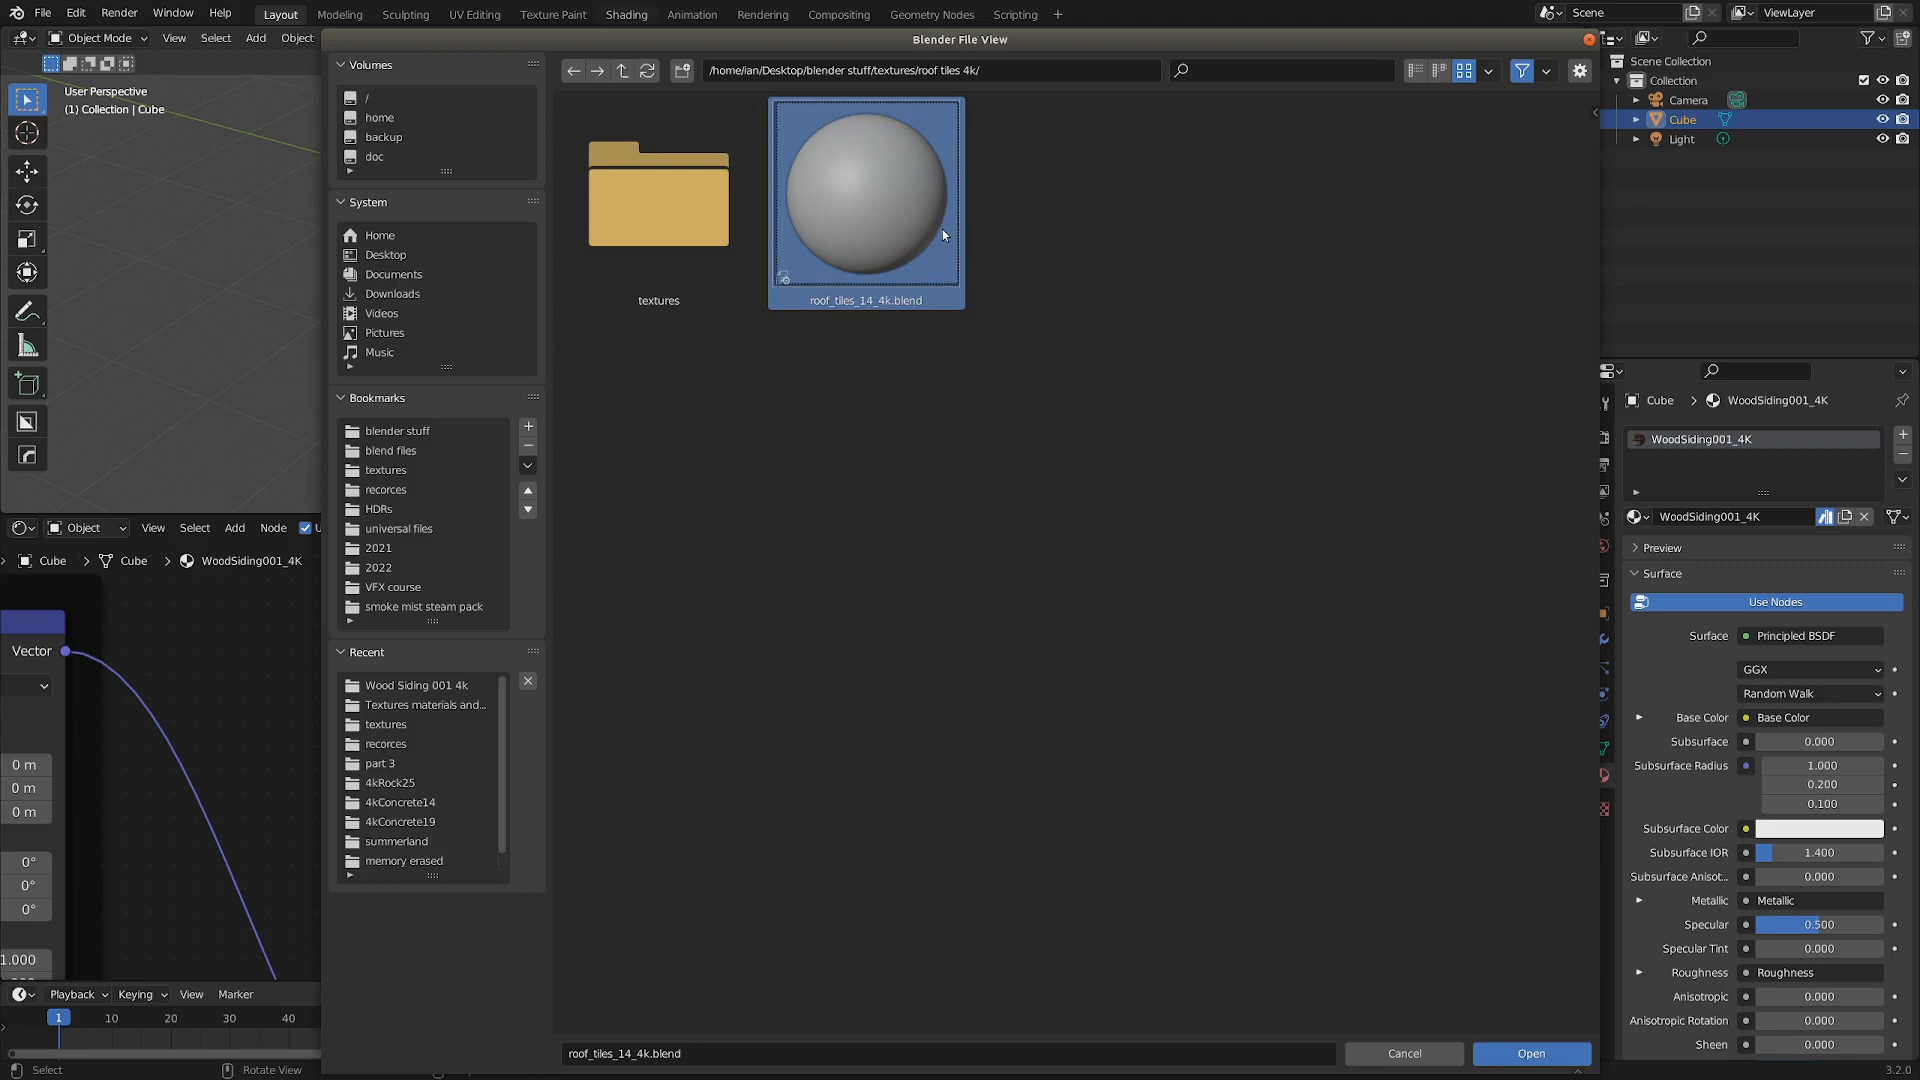 File Edit Render Window Help Layout Modeling Sculpting UV Editing Texture Paint Shading Animation Rendering Compositing Geometry Nodes Scripting + Scene ViewLayer
Object Mode View Select Add Object
Blender File View
User Perspective
(1) Collection | Cube
Volumes
/
home
backup
doc
System
Home
Desktop
Documents
Downloads
Videos
Pictures
Music
Bookmarks
blender stuff
blend files
textures
recorces
HDRs
universal files
2021
2022
VFX course
smoke mist steam pack
Recent
Wood Siding 001 4k
Textures materials and...
textures
recorces
part 3
4kRock25
4kConcrete14
4kConcrete19
summerland
memory erased
/home/ian/Desktop/blender stuff/textures/roof tiles 4k/
textures
roof_tiles_14_4k.blend
roof_tiles_14_4k.blend
Cancel
Open
Scene Collection
Collection
Camera
Cube
Light
Cube > WoodSiding001_4K
WoodSiding001_4K
WoodSiding001_4K
Preview
Surface
Use Nodes
Surface Principled BSDF
GGX
Random Walk
Base Color Base Color
Subsurface 0.000
Subsurface Radius 1.000
0.200
0.100
Subsurface Color
Subsurface IOR 1.400
Subsurface Anisot... 0.000
Metallic Metallic
Specular 0.500
Specular Tint 0.000
Roughness Roughness
Anisotropic 0.000
Anisotropic Rotation 0.000
Sheen 0.000
Object View Select Add Node U
Cube > Cube > WoodSiding001_4K
Vector
0 m
0 m
0 m
0°
0°
0°
1.000
Playback Keying View Marker
1 10 20 30 40
Select Rotate View
3.2.0